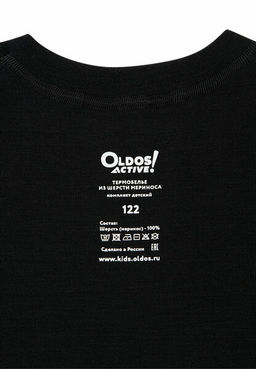 OLDOS
ACTIVE!
ТЕРМОБЕЛЬЕ
ИЗ ШЕРСТИ МЕРИНОСА
комплект детский
122
Состав:
Шерсть (меринос) - 100%
EAC
Сделано в России
www.kids.oldos.ru